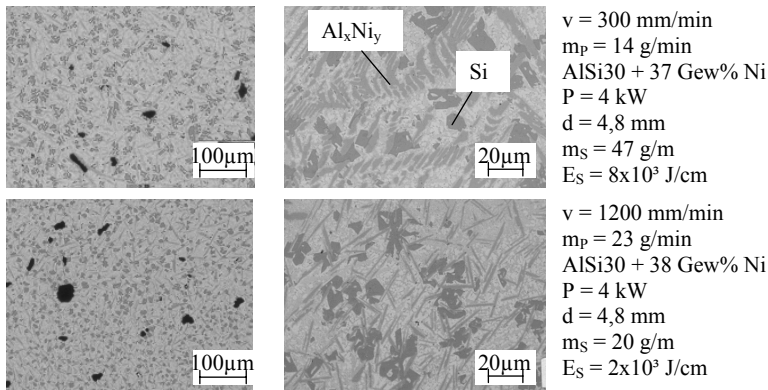 AlxNiy
Si
100µm
20µm
v = 300 mm/min
mP = 14 g/min
AlSi30 + 37 Gew% Ni
P = 4 kW
d = 4,8 mm
mS = 47 g/m
ES = 8x10³ J/cm
100µm
20µm
v = 1200 mm/min
mP = 23 g/min
AlSi30 + 38 Gew% Ni
P = 4 kW
d = 4,8 mm
mS = 20 g/m
ES = 2x10³ J/cm